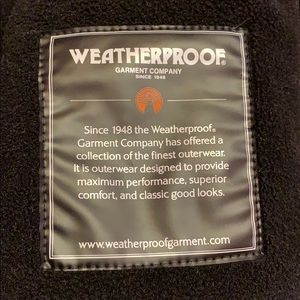 WEATHERPROOF®
GARMENT COMPANY
SINCE 1948
Since 1948 the Weatherproof®
Garment Company has offered a
collection of the finest outerwear.
It is outerwear designed to provide
maximum performance, superior
comfort, and classic good looks.
www.weatherproofgarment.com